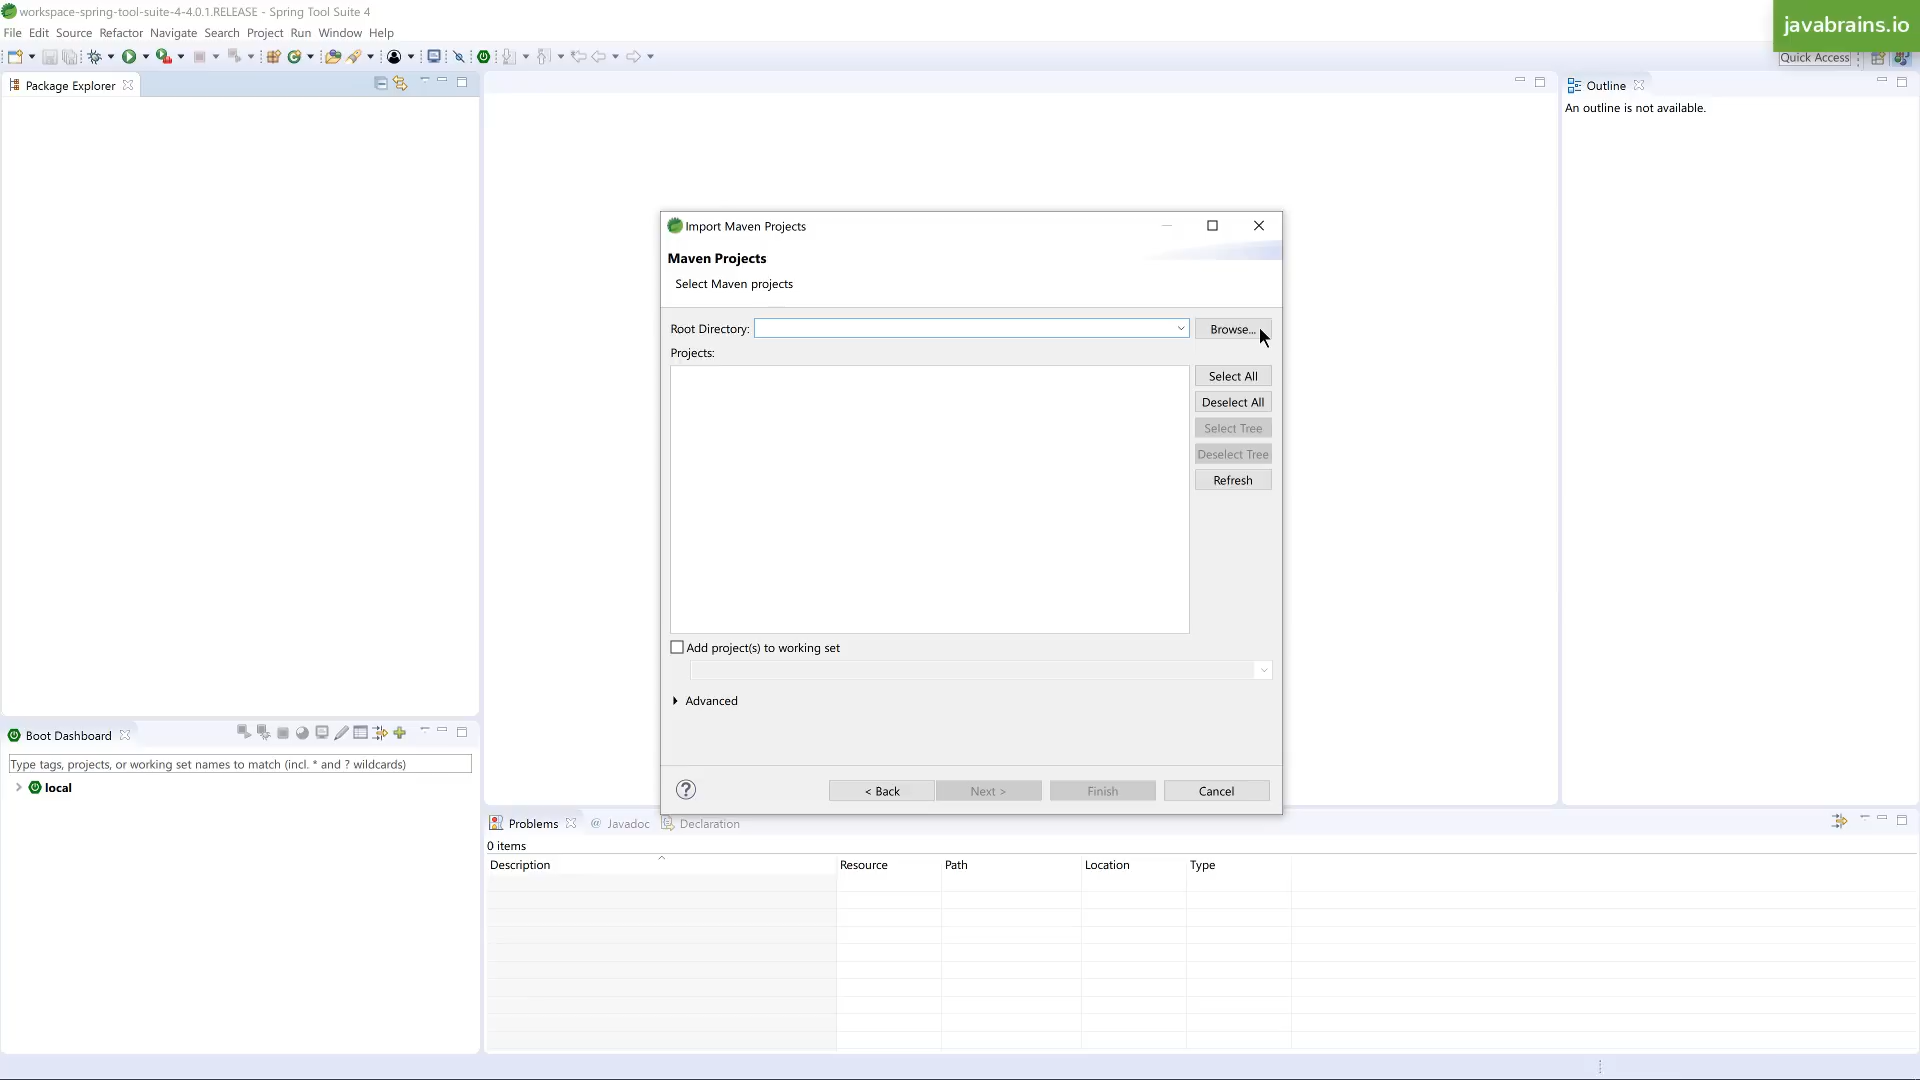 workspace-spring-tool-suite-4-4.0.1.RELEASE - Spring Tool Suite 4
javabrains.io
File Edit Source Refactor Navigate Search Project Run Window Help
Quick Access
Package Explorer
Outline
An outline is not available.
Import Maven Projects
Maven Projects
Select Maven projects
Root Directory:
Browse...
Projects:
Select All
Deselect All
Select Tree
Deselect Tree
Refresh
Add project(s) to working set
Advanced
?
< Back
Next >
Finish
Cancel
Boot Dashboard
Type tags, projects, or working set names to match (incl. * and ? wildcards)
local
Problems @ Javadoc Declaration
0 items
Description Resource Path Location Type